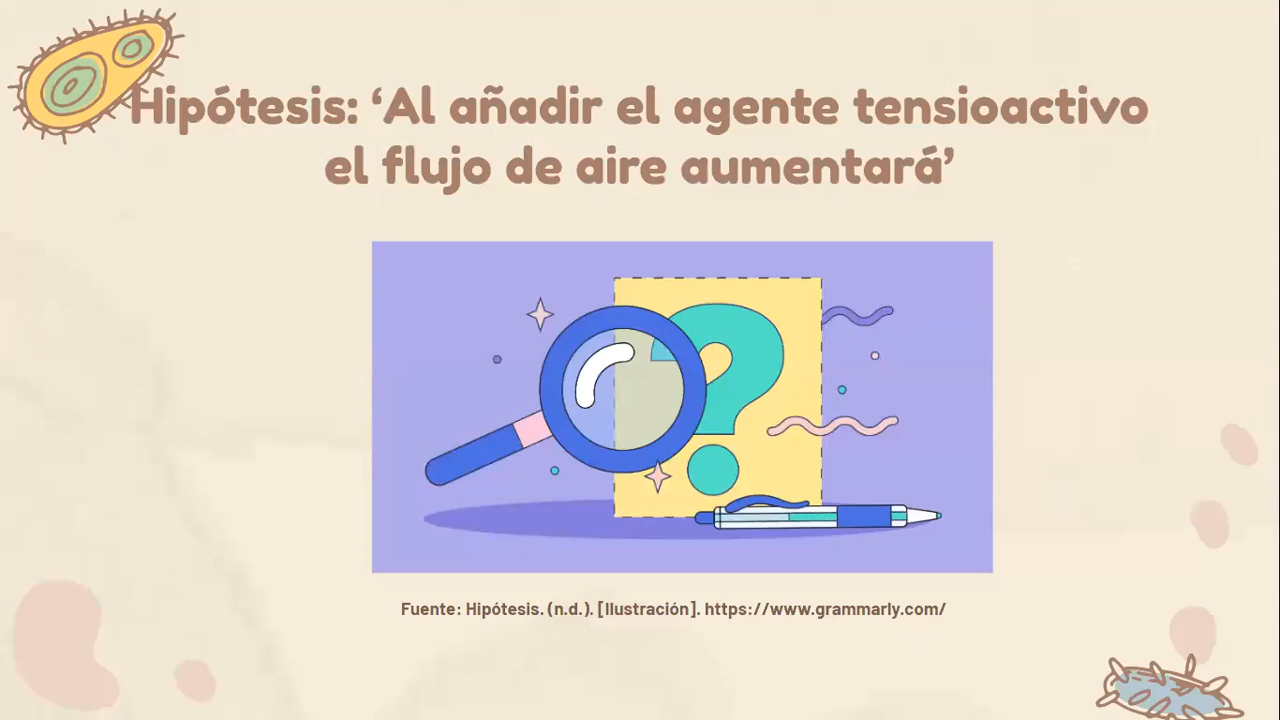 Hipótesis: ‘Al añadir el agente tensioactivo
el flujo de aire aumentará’
?
Fuente: Hipótesis. (n.d.). [Ilustración]. https://www.grammarly.com/